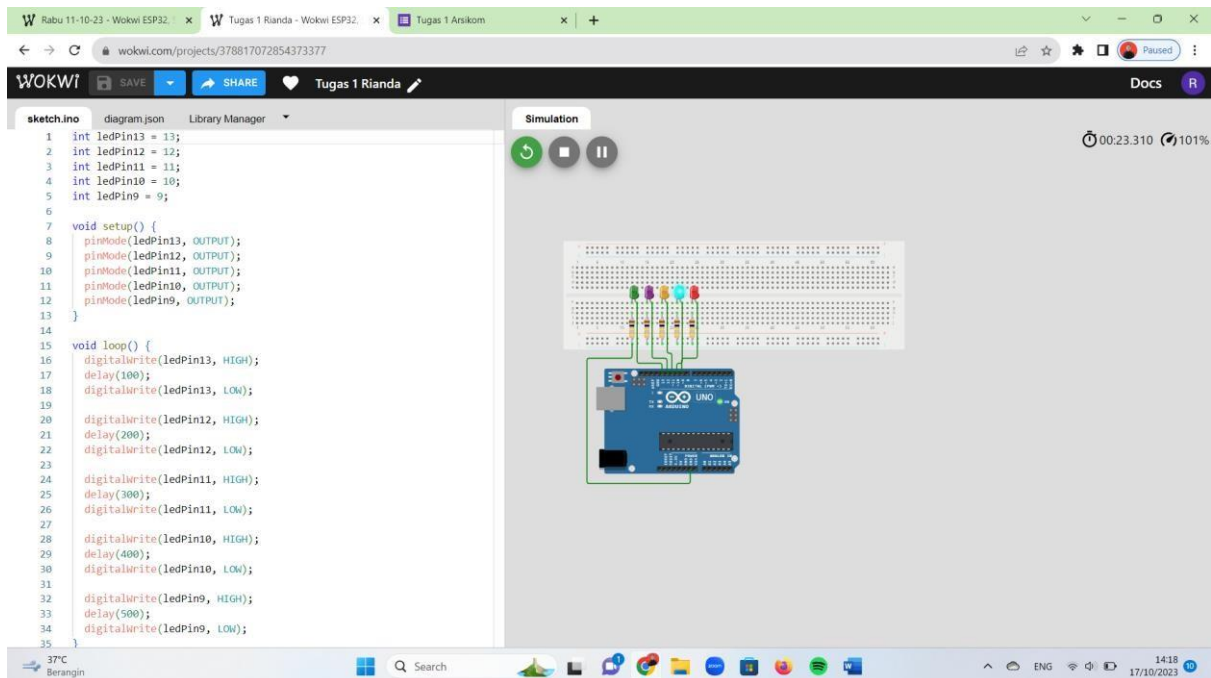 Rabu 11-10-23 - Wokwi ESP32, S
Tugas 1 Rianda - Wokwi ESP32,
Tugas 1 Arsikom
wokwi.com/projects/378817072854373377
Paused
WOKWI
SAVE
SHARE
Tugas 1 Rianda
Docs
R
sketch.ino
diagram.json
Library Manager
Simulation
00:23.310
101%
1 int ledPin13 = 13;
2 int ledPin12 = 12;
3 int ledPin11 = 11;
4 int ledPin10 = 10;
5 int ledPin9 = 9;
6
7 void setup() {
8 pinMode(ledPin13, OUTPUT);
9 pinMode(ledPin12, OUTPUT);
10 pinMode(ledPin11, OUTPUT);
11 pinMode(ledPin10, OUTPUT);
12 pinMode(ledPin9, OUTPUT);
13 }
14
15 void loop() {
16 digitalWrite(ledPin13, HIGH);
17 delay(100);
18 digitalWrite(ledPin13, LOW);
19
20 digitalWrite(ledPin12, HIGH);
21 delay(200);
22 digitalWrite(ledPin12, LOW);
23
24 digitalWrite(ledPin11, HIGH);
25 delay(300);
26 digitalWrite(ledPin11, LOW);
27
28 digitalWrite(ledPin10, HIGH);
29 delay(400);
30 digitalWrite(ledPin10, LOW);
31
32 digitalWrite(ledPin9, HIGH);
33 delay(500);
34 digitalWrite(ledPin9, LOW);
35 }
DIGITAL (PWM ~)
UNO
ARDUINO
POWER
37°C
Berangin
Search
ENG
14:18
17/10/2023
10